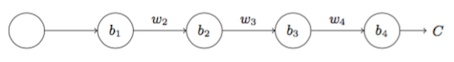 b₁ w₂ b₂ w₃ b₃ w₄ b₄ C